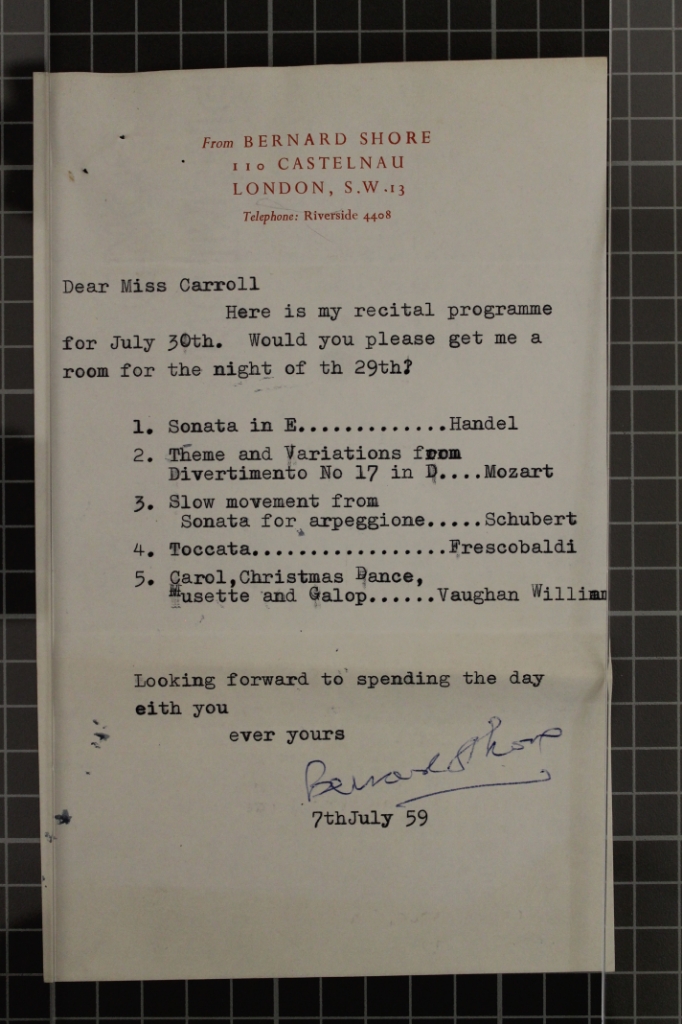 From BERNARD SHORE
110 CASTELNAU
LONDON, S.W.13
Telephone: Riverside 4408
Dear Miss Carroll
Here is my recital programme
for July 30th. Would you please get me a
room for the night of th 29th?
1. Sonata in E.............Handel
2. Theme and Variations from
Divertimento No 17 in D....Mozart
3. Slow movement from
Sonata for arpeggione.....Schubert
4. Toccata.................Frescobaldi
5. Carol,Christmas Dance,
Musette and Galop......Vaughan William
Looking forward to spending the day
eith you
ever yours
Bernard Shore
7thJuly 59